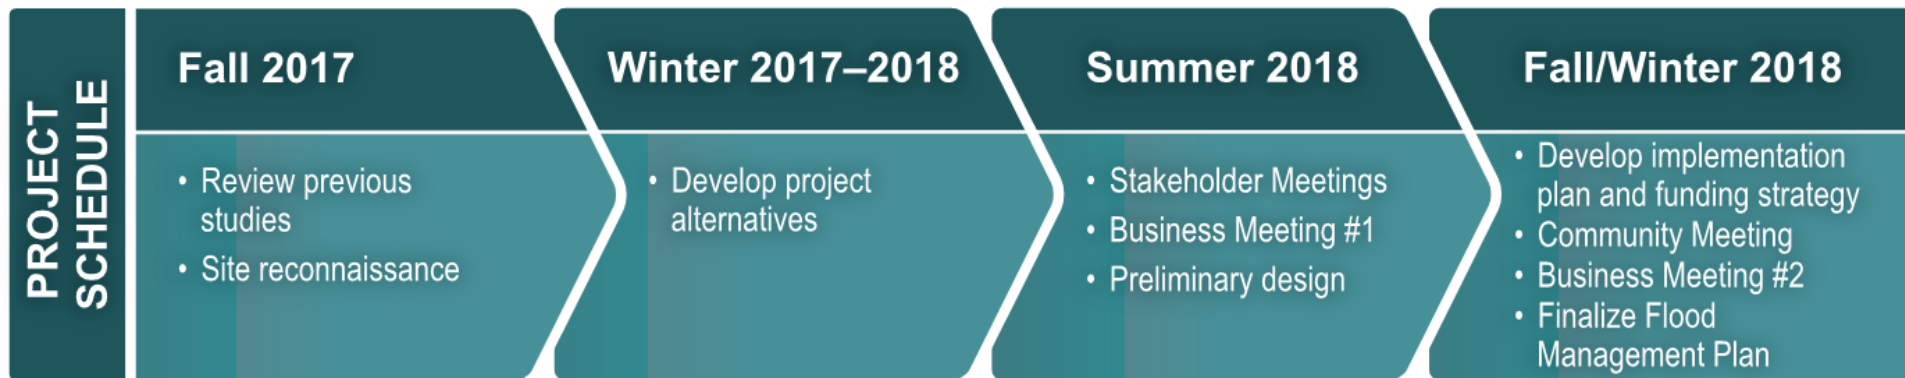 PROJECT
SCHEDULE
Fall 2017
• Review previous
studies
• Site reconnaissance
Winter 2017–2018
• Develop project
alternatives
Summer 2018
• Stakeholder Meetings
• Business Meeting #1
• Preliminary design
Fall/Winter 2018
• Develop implementation
plan and funding strategy
• Community Meeting
• Business Meeting #2
• Finalize Flood
Management Plan